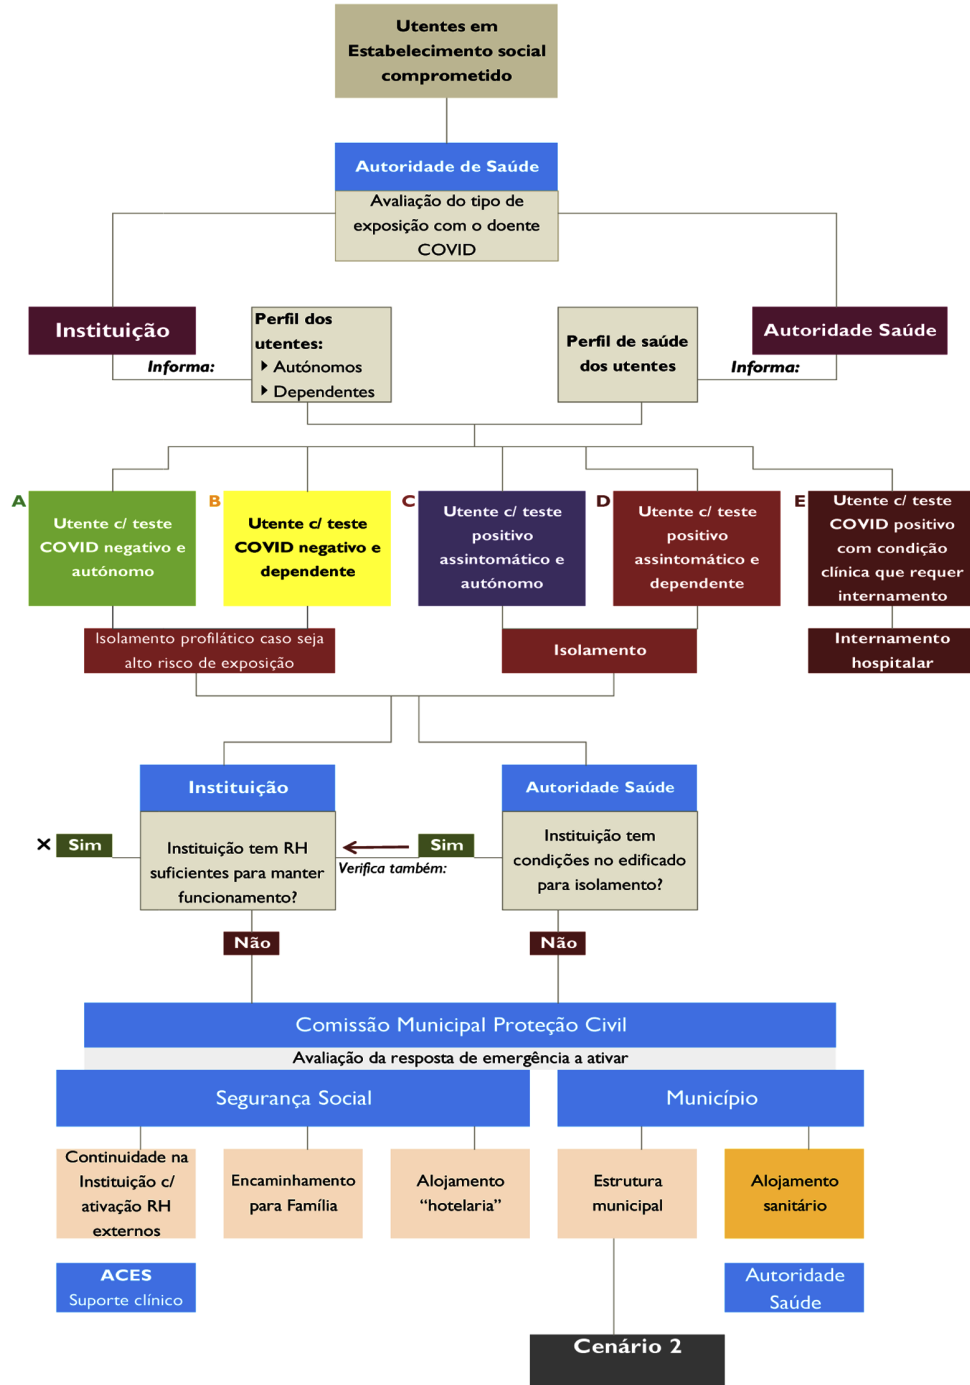 Utentes em
Estabelecimento social
comprometido
Autoridade de Saúde
Avaliação do tipo de
exposição com o doente
COVID
Instituição
Informa:
Perfil dos
utentes:
Autónomos
Dependentes
Perfil de saúde
dos utentes
Autoridade Saúde
Informa:
A
Utente c/ teste
COVID negativo e
autónomo
B
Utente c/ teste
COVID negativo e
dependente
C
Utente c/ teste
positivo
assintomático e
autónomo
D
Utente c/ teste
positivo
assintomático e
dependente
E
Utente c/ teste
COVID positivo
com condição
clínica que requer
internamento
Isolamento profilático caso seja
alto risco de exposição
Isolamento
Internamento
hospitalar
Instituição
Instituição tem RH
suficientes para manter
funcionamento?
Autoridade Saúde
Instituição tem
condições no edificado
para isolamento?
× Sim
Sim
Verifica também:
Não
Não
Comissão Municipal Proteção Civil
Avaliação da resposta de emergência a ativar
Segurança Social
Município
Continuidade na
Instituição c/
ativação RH
externos
Encaminhamento
para Família
Alojamento
“hotelaria”
Estrutura
municipal
Alojamento
sanitário
ACES
Suporte clínico
Autoridade
Saúde
Cenário 2